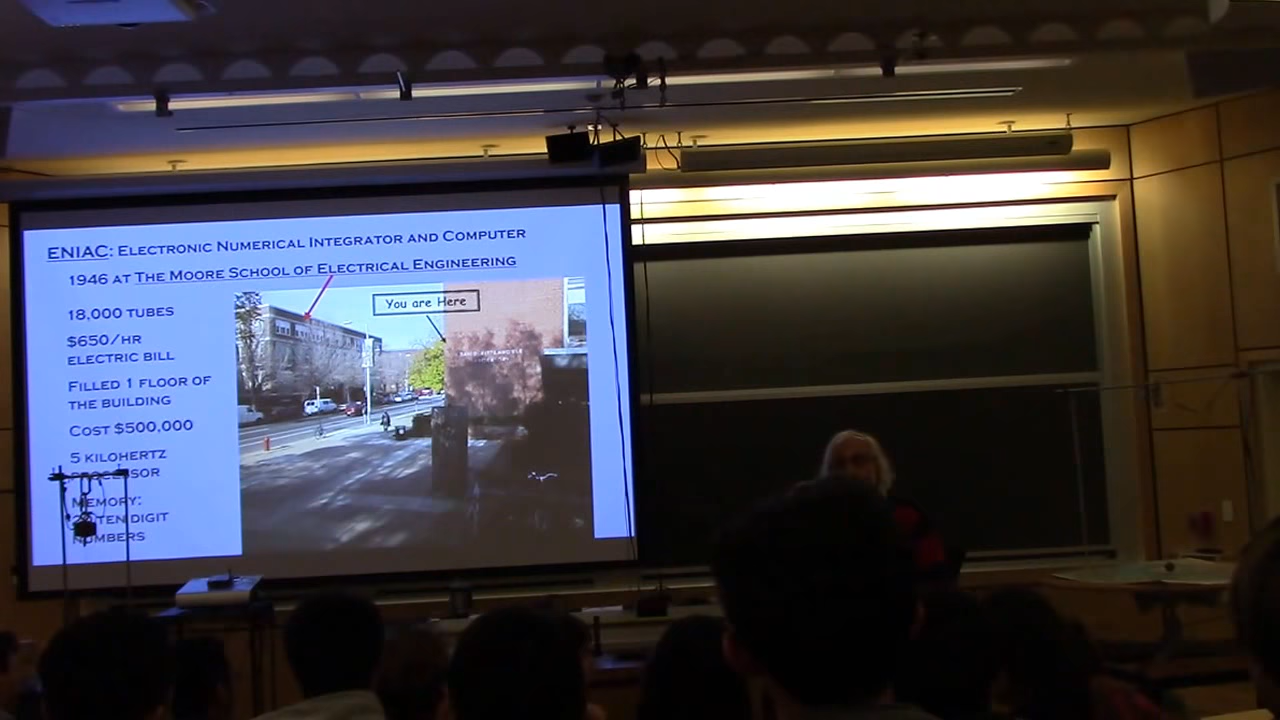 ENIAC: Electronic Numerical Integrator and Computer
1946 at The Moore School of Electrical Engineering
18,000 tubes
$650/hr
electric bill
Filled 1 floor of
the building
Cost $500,000
5 kilohertz
processor
Memory:
ten digit
numbers
You are Here